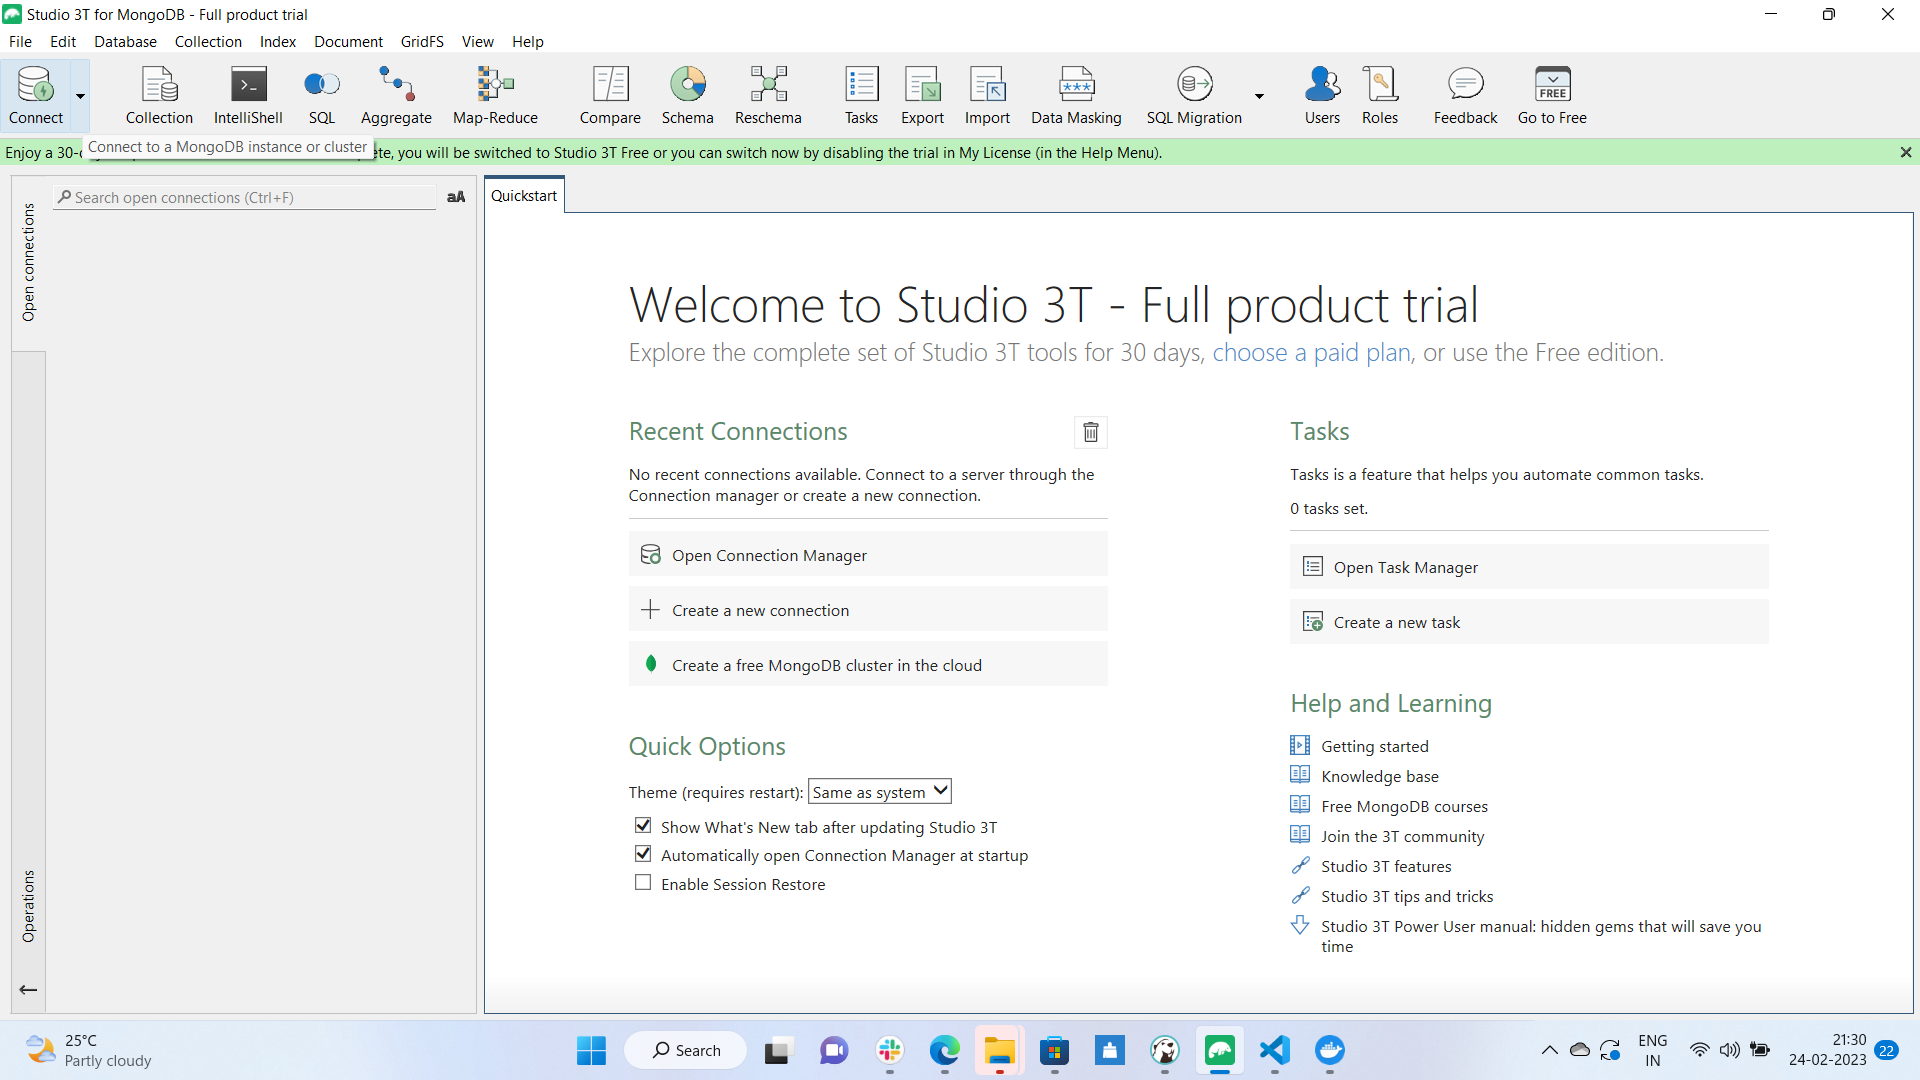 Studio 3T for MongoDB - Full product trial
File Edit Database Collection Index Document GridFS View Help
Connect Collection IntelliShell SQL Aggregate Map-Reduce Compare Schema Reschema Tasks Export Import Data Masking SQL Migration Users Roles Feedback Go to Free
FREE
Connect to a MongoDB instance or cluster
Enjoy a 30- you will be switched to Studio 3T Free or you can switch now by disabling the trial in My License (in the Help Menu).
Open connections
Search open connections (Ctrl+F) aA
Quickstart
Welcome to Studio 3T - Full product trial
Explore the complete set of Studio 3T tools for 30 days, choose a paid plan, or use the Free edition.
Recent Connections
No recent connections available. Connect to a server through the
Connection manager or create a new connection.
Open Connection Manager
Create a new connection
Create a free MongoDB cluster in the cloud
Quick Options
Theme (requires restart): Same as system
Show What's New tab after updating Studio 3T
Automatically open Connection Manager at startup
Enable Session Restore
Tasks
Tasks is a feature that helps you automate common tasks.
0 tasks set.
Open Task Manager
Create a new task
Help and Learning
Getting started
Knowledge base
Free MongoDB courses
Join the 3T community
Studio 3T features
Studio 3T tips and tricks
Studio 3T Power User manual: hidden gems that will save you
time
Operations
25°C
Partly cloudy
Search
ENG
IN
21:30
24-02-2023
22